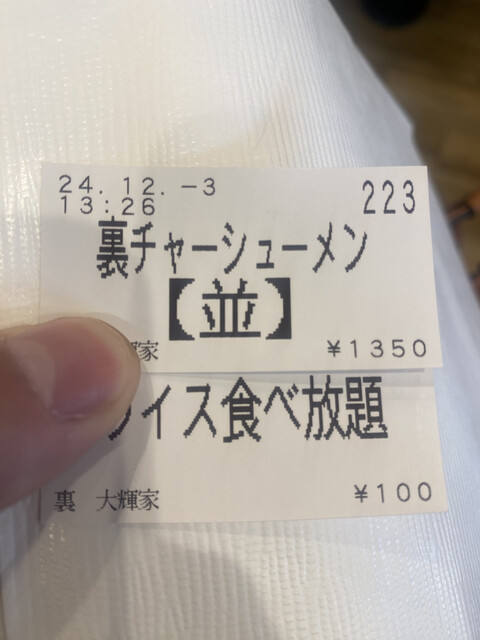 24.12.-3
13:26
223
裏チャーシューメン
【並】
家
¥1350
イス食べ放題
裏 大輝家
¥100